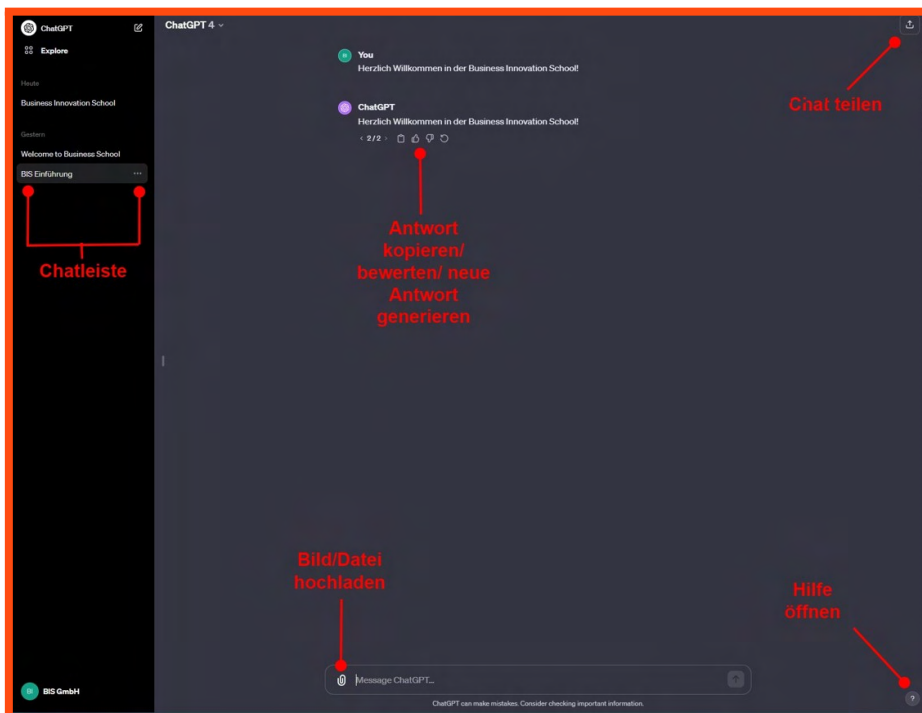 ChatGPT
Explore
Heute
Business Innovation School
Gestern
Welcome to Business School
BIS Einführung
Chatleiste
BI
BIS GmbH
ChatGPT 4
BI
You
Herzlich Willkommen in der Business Innovation School!
ChatGPT
Herzlich Willkommen in der Business Innovation School!
2/2
Antwort
kopieren/
bewerten/ neue
Antwort
generieren
Chat teilen
Bild/Datei
hochladen
Hilfe
öffnen
Message ChatGPT...
ChatGPT can make mistakes. Consider checking important information.
?